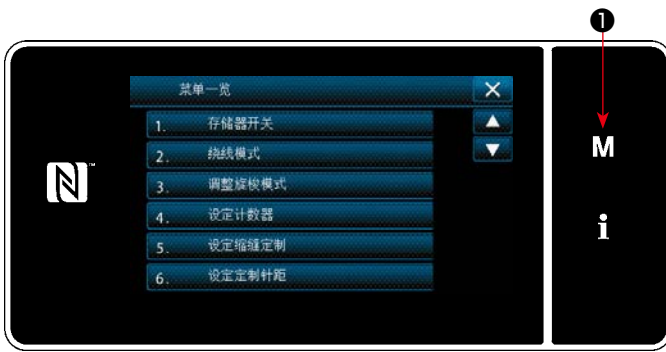 ❶
菜单一览
1. 存储器开关
2. 绕线模式
3. 调整旋梭模式
4. 设定计数器
5. 设定缩缝定制
6. 设定定制针距
M
i
N
™